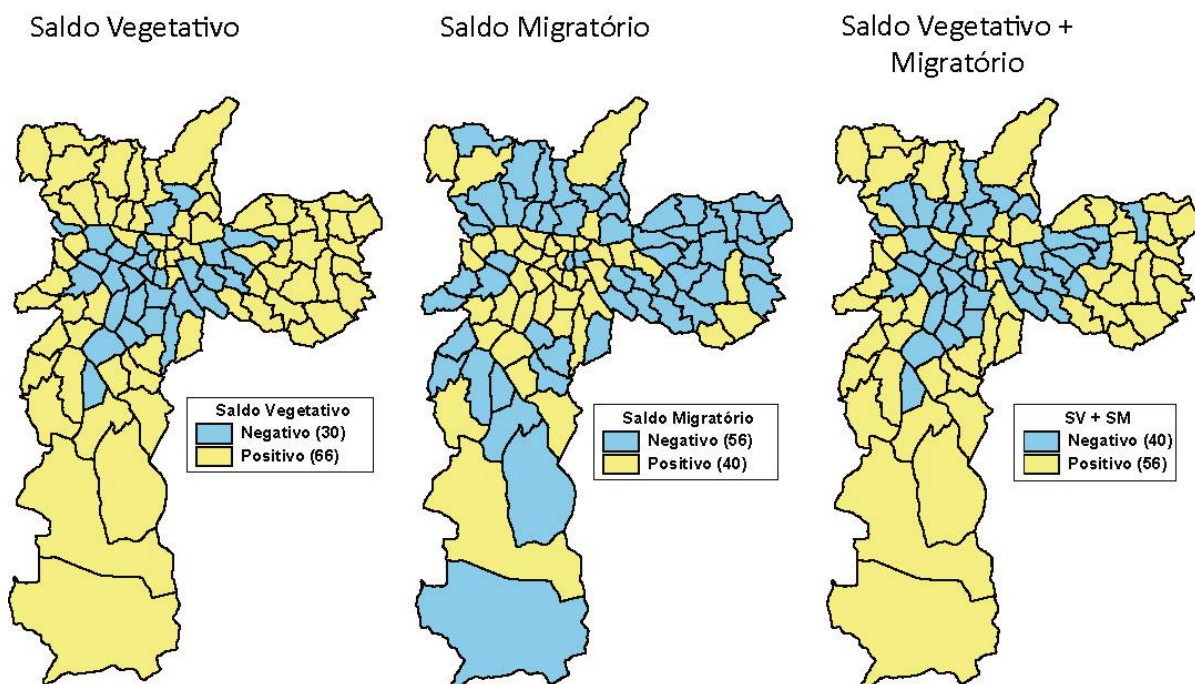 Saldo Vegetativo
Saldo Migratório
Saldo Vegetativo +
Migratório
Saldo Vegetativo
Negativo (30)
Positivo (66)
Saldo Migratório
Negativo (56)
Positivo (40)
SV + SM
Negativo (40)
Positivo (56)